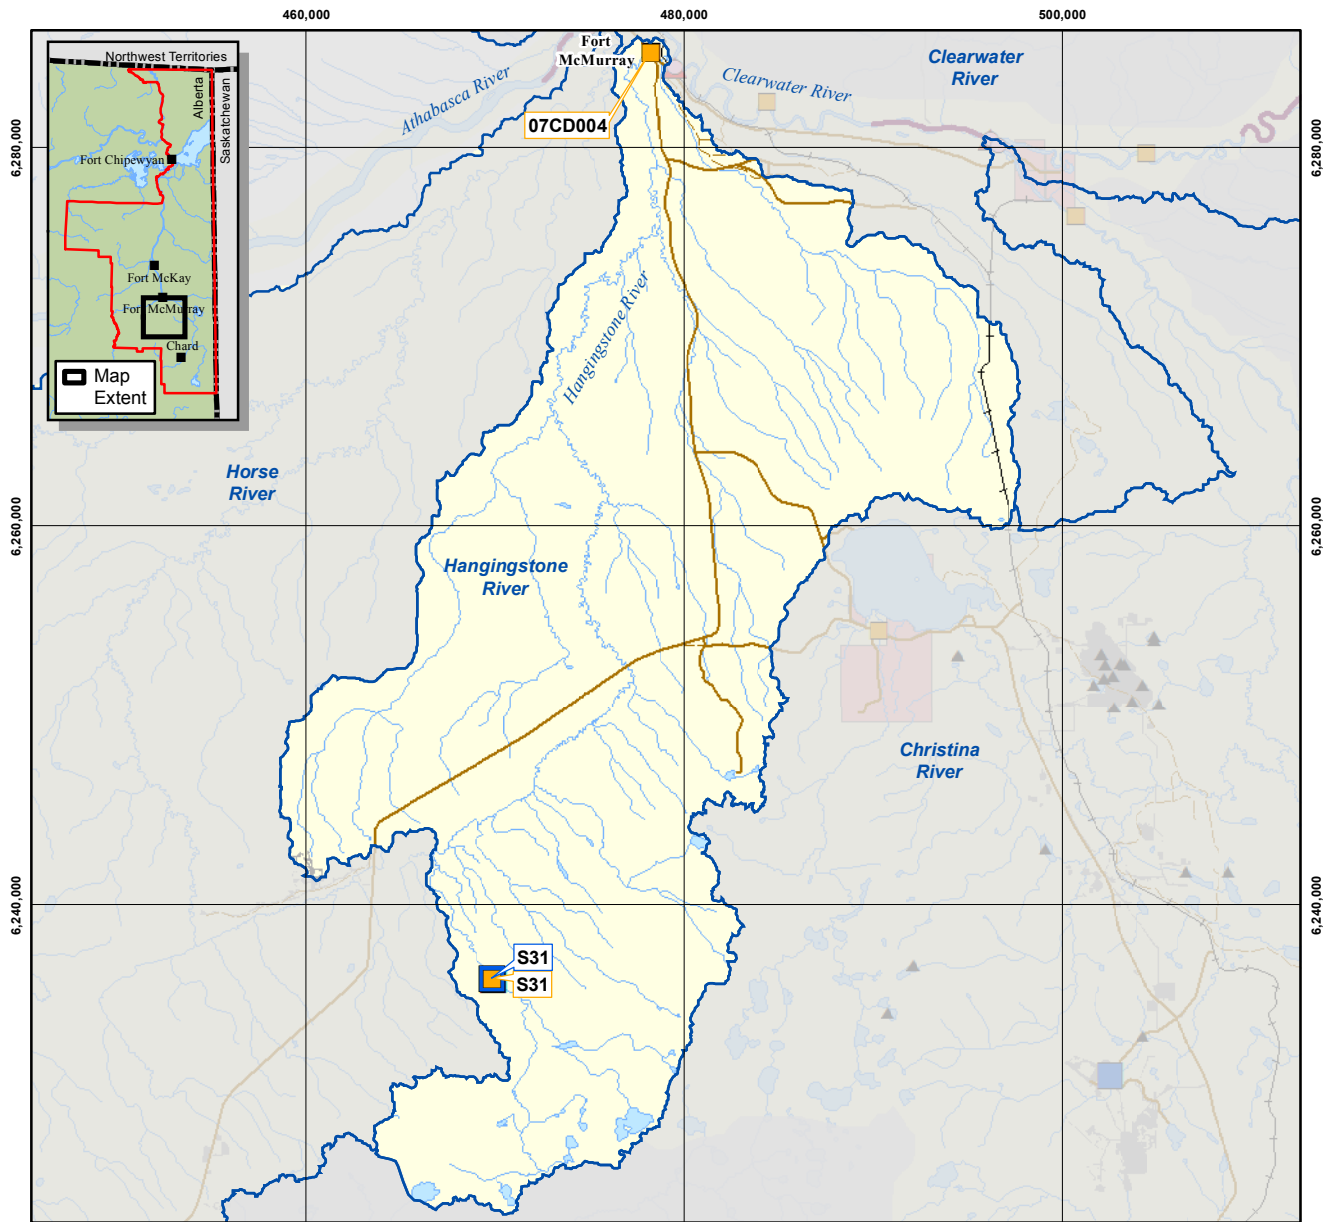 460,000
480,000
500,000
Northwest Territories
Alberta
Saskatchewan
Fort Chipewyan
Fort McKay
Fort McMurray
Chard
Map
Extent
Fort
McMurray
07CD004
Athabasca River
Clearwater River
Clearwater
River
6,280,000
6,280,000
Hangingstone River
Horse
River
6,260,000
6,260,000
Hangingstone
River
Christina
River
6,240,000
6,240,000
S31
S31